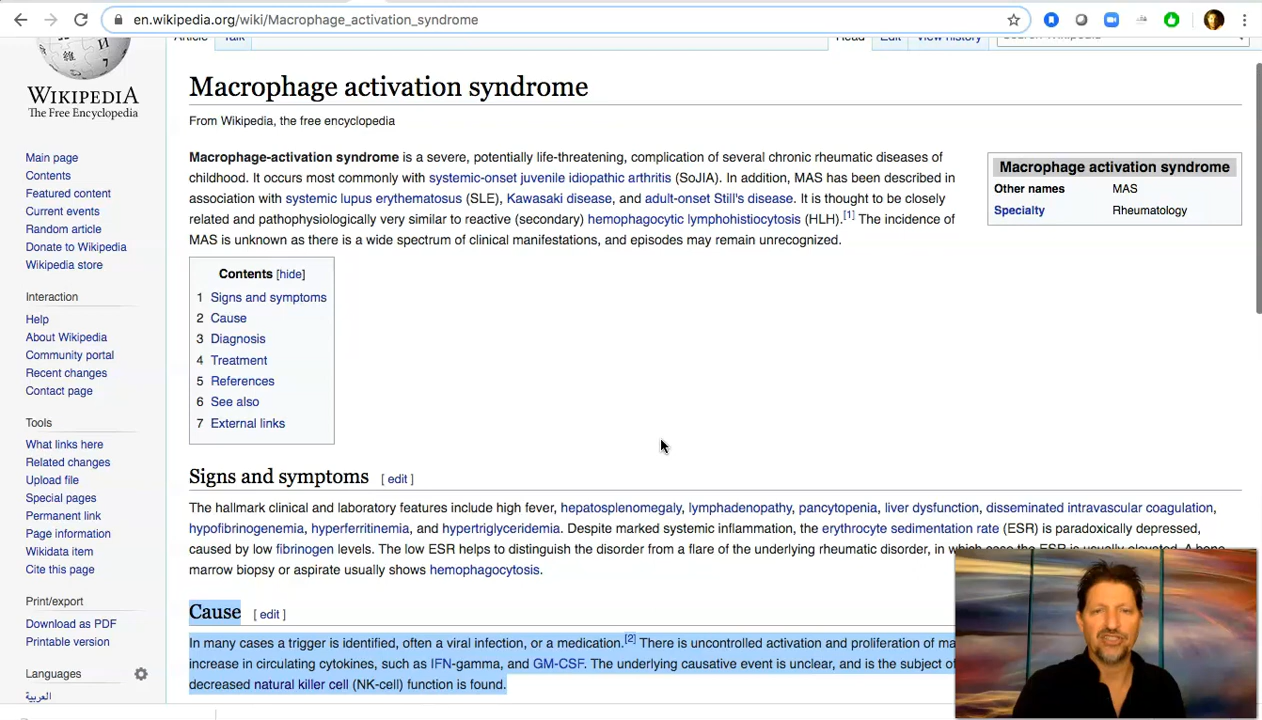 en.wikipedia.org/wiki/Macrophage_activation_syndrome
Article Talk Read Edit View history Search Wikipedia
WIKIPEDIA
The Free Encyclopedia
Main page
Contents
Featured content
Current events
Random article
Donate to Wikipedia
Wikipedia store
Interaction
Help
About Wikipedia
Community portal
Recent changes
Contact page
Tools
What links here
Related changes
Upload file
Special pages
Permanent link
Page information
Wikidata item
Cite this page
Print/export
Download as PDF
Printable version
Languages
العربية
Macrophage activation syndrome
From Wikipedia, the free encyclopedia
Macrophage-activation syndrome is a severe, potentially life-threatening, complication of several chronic rheumatic diseases of
childhood. It occurs most commonly with systemic-onset juvenile idiopathic arthritis (SoJIA). In addition, MAS has been described in
association with systemic lupus erythematosus (SLE), Kawasaki disease, and adult-onset Still's disease. It is thought to be closely
related and pathophysiologically very similar to reactive (secondary) hemophagocytic lymphohistiocytosis (HLH).[1] The incidence of
MAS is unknown as there is a wide spectrum of clinical manifestations, and episodes may remain unrecognized.
Macrophage activation syndrome
Other names MAS
Specialty Rheumatology
Contents [hide]
1 Signs and symptoms
2 Cause
3 Diagnosis
4 Treatment
5 References
6 See also
7 External links
Signs and symptoms [ edit ]
The hallmark clinical and laboratory features include high fever, hepatosplenomegaly, lymphadenopathy, pancytopenia, liver dysfunction, disseminated intravascular coagulation,
hypofibrinogenemia, hyperferritinemia, and hypertriglyceridemia. Despite marked systemic inflammation, the erythrocyte sedimentation rate (ESR) is paradoxically depressed,
caused by low fibrinogen levels. The low ESR helps to distinguish the disorder from a flare of the underlying rheumatic disorder, in which case the ESR is usually elevated. A bone
marrow biopsy or aspirate usually shows hemophagocytosis.
Cause [ edit ]
In many cases a trigger is identified, often a viral infection, or a medication.[2] There is uncontrolled activation and proliferation of ma
increase in circulating cytokines, such as IFN-gamma, and GM-CSF. The underlying causative event is unclear, and is the subject of
decreased natural killer cell (NK-cell) function is found.